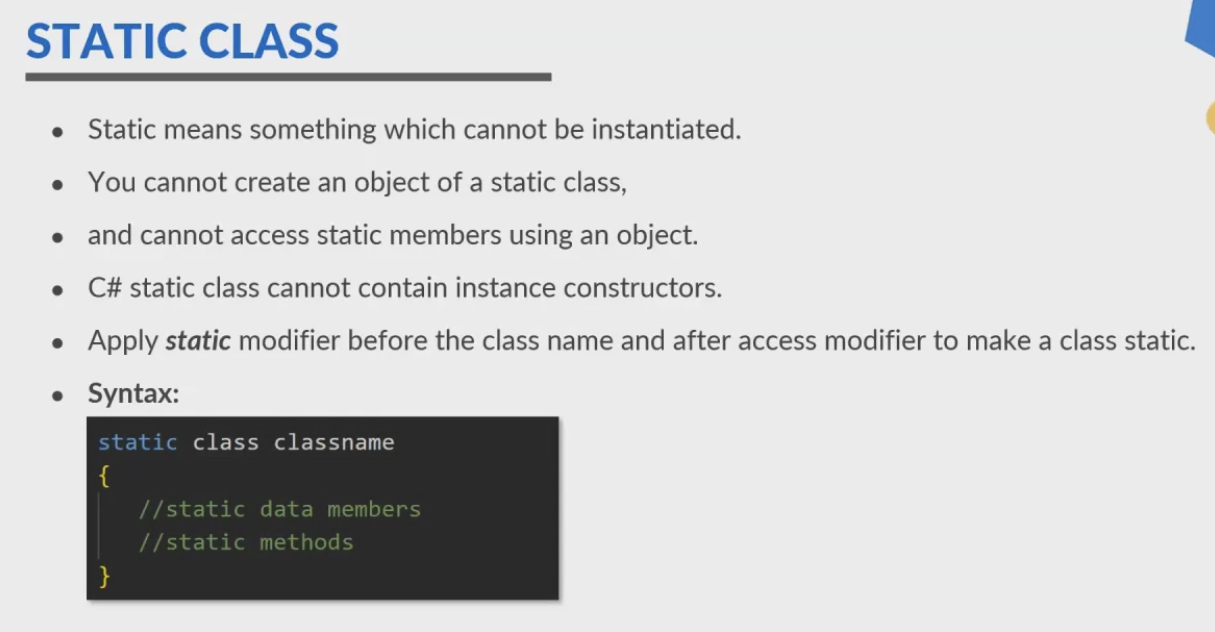 STATIC CLASS
• Static means something which cannot be instantiated.
• You cannot create an object of a static class,
• and cannot access static members using an object.
• C# static class cannot contain instance constructors.
• Apply static modifier before the class name and after access modifier to make a class static.
• Syntax:
static class classname
{
//static data members
//static methods
}